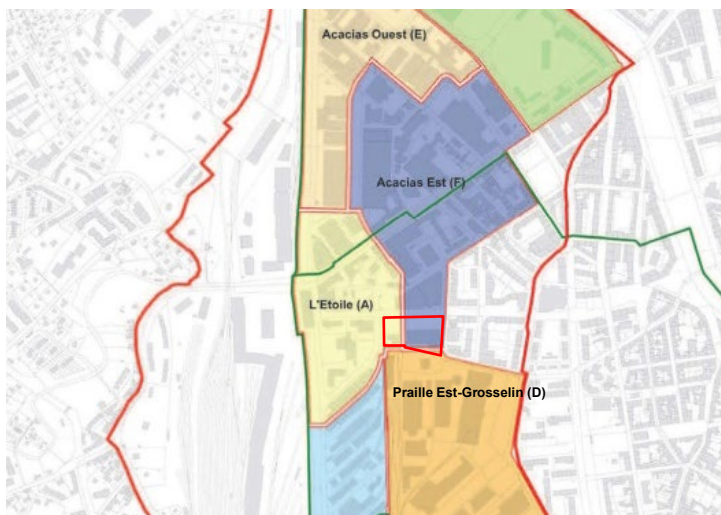 Acacias Ouest (E)
Acacias Est (F)
L'Etoile (A)
Praille Est-Grosselin (D)